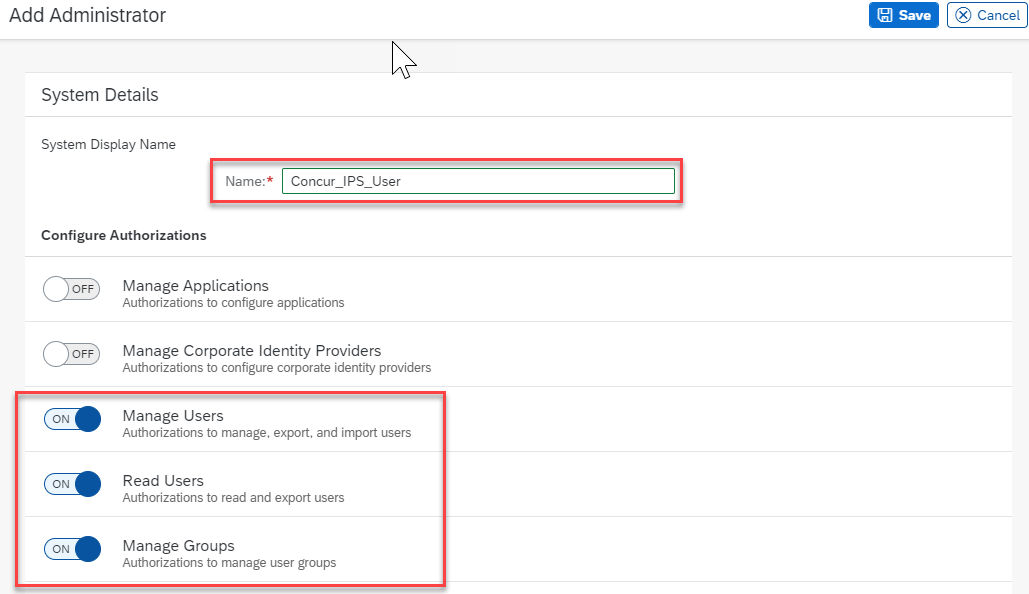 Add Administrator
Save
Cancel
System Details
System Display Name
Name:* Concur_IPS_User
Configure Authorizations
OFF
Manage Applications
Authorizations to configure applications
OFF
Manage Corporate Identity Providers
Authorizations to configure corporate identity providers
ON
Manage Users
Authorizations to manage, export, and import users
ON
Read Users
Authorizations to read and export users
ON
Manage Groups
Authorizations to manage user groups